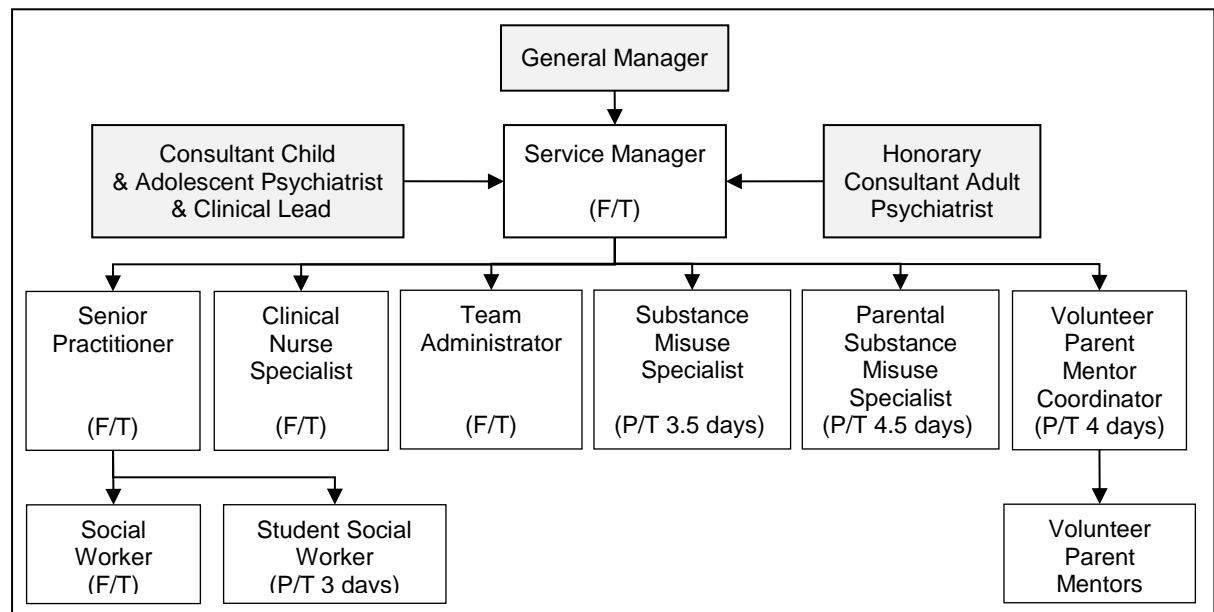 General Manager
Consultant Child
& Adolescent Psychiatrist
& Clinical Lead
Service Manager
(F/T)
Honorary
Consultant Adult
Psychiatrist
Senior
Practitioner
(F/T)
Clinical
Nurse
Specialist
(F/T)
Team
Administrator
(F/T)
Substance
Misuse
Specialist
(P/T 3.5 days)
Parental
Substance
Misuse
Specialist
(P/T 4.5 days)
Volunteer
Parent
Mentor
Coordinator
(P/T 4 days)
Social
Worker
(F/T)
Student Social
Worker
(P/T 3 days)
Volunteer
Parent
Mentors